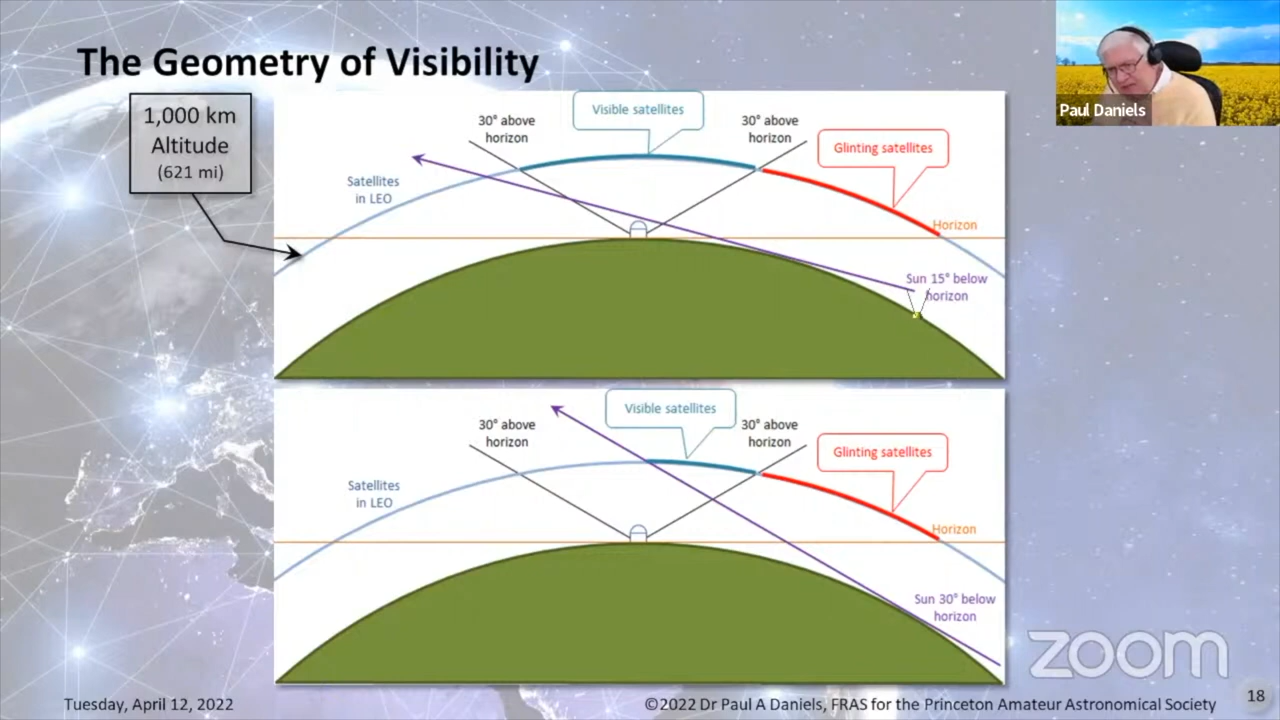 The Geometry of Visibility
Paul Daniels
1,000 km
Altitude
(621 mi)
30° above
horizon
Visible satellites
30° above
horizon
Glinting satellites
Satellites
in LEO
Horizon
Sun 15° below
horizon
30° above
horizon
Visible satellites
30° above
horizon
Glinting satellites
Satellites
in LEO
Horizon
Sun 30° below
horizon
zoom
Tuesday, April 12, 2022
©2022 Dr Paul A Daniels, FRAS for the Princeton Amateur Astronomical Society
18